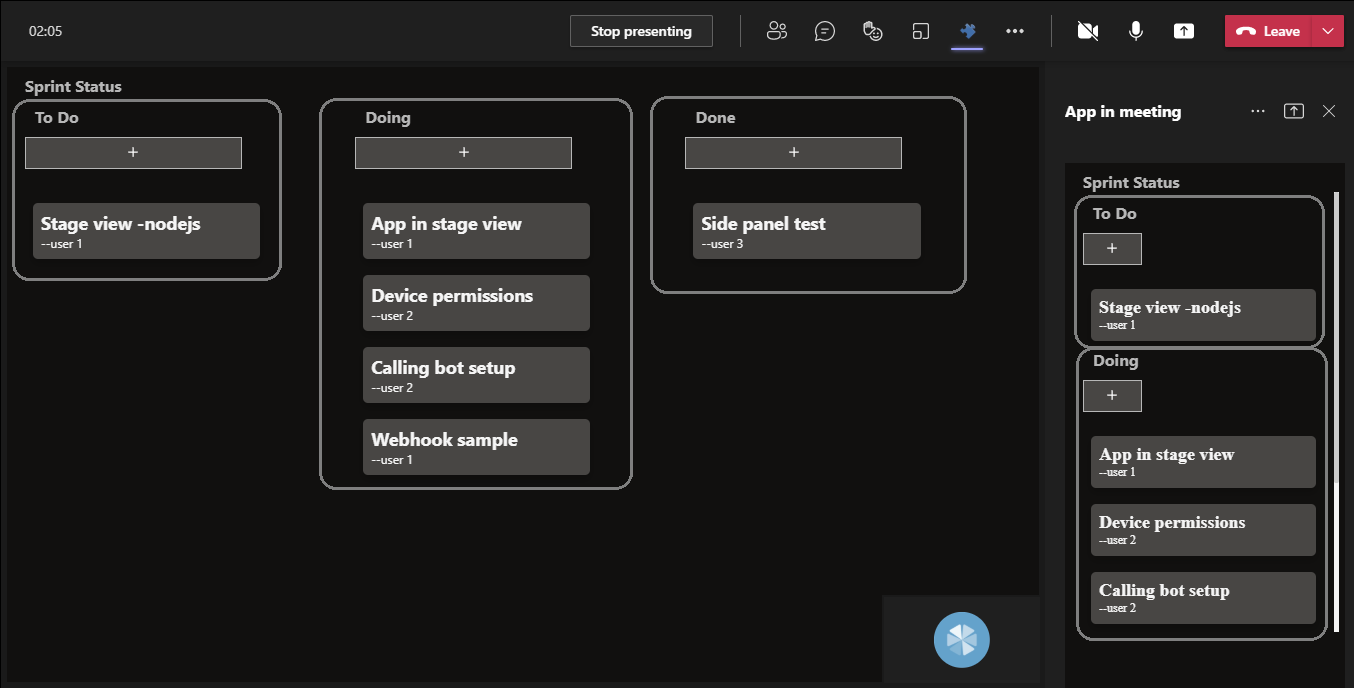 02:05
Stop presenting
Leave
Sprint Status
To Do
+
Stage view -nodejs
--user 1
Doing
+
App in stage view
--user 1
Device permissions
--user 2
Calling bot setup
--user 2
Webhook sample
--user 1
Done
+
Side panel test
--user 3
App in meeting
Sprint Status
To Do
+
Stage view -nodejs
--user 1
Doing
+
App in stage view
--user 1
Device permissions
--user 2
Calling bot setup
--user 2